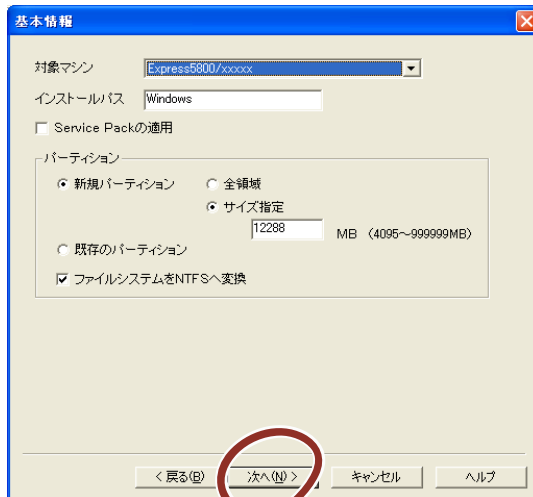 基本情報
対象マシン Express5800/xxxxx
インストールパス Windows
Service Packの適用
パーティション
新規パーティション 全領域
サイズ指定
12288 MB (4095～999999MB)
既存のパーティション
ファイルシステムをNTFSへ変換
< 戻る(B) 次へ(N) > キャンセル ヘルプ